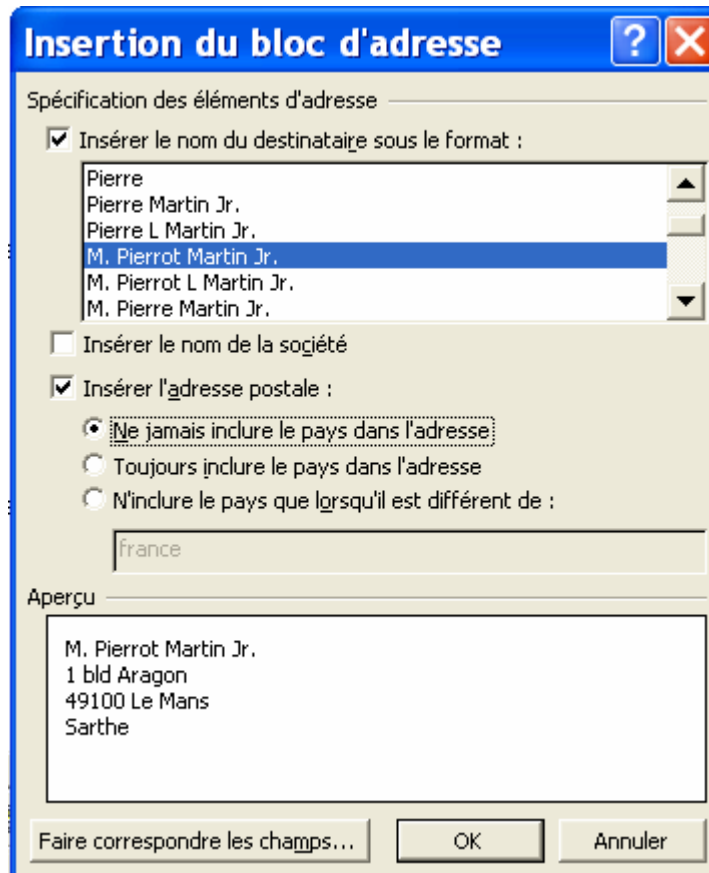 Insertion du bloc d'adresse
Spécification des éléments d'adresse
Insérer le nom du destinataire sous le format :
Pierre
Pierre Martin Jr.
Pierre L Martin Jr.
M. Pierrot Martin Jr.
M. Pierrot L Martin Jr.
M. Pierre Martin Jr.
Insérer le nom de la société
Insérer l'adresse postale :
Ne jamais inclure le pays dans l'adresse
Toujours inclure le pays dans l'adresse
N'inclure le pays que lorsqu'il est différent de :
france
Aperçu
M. Pierrot Martin Jr.
1 bld Aragon
49100 Le Mans
Sarthe
Faire correspondre les champs... OK Annuler